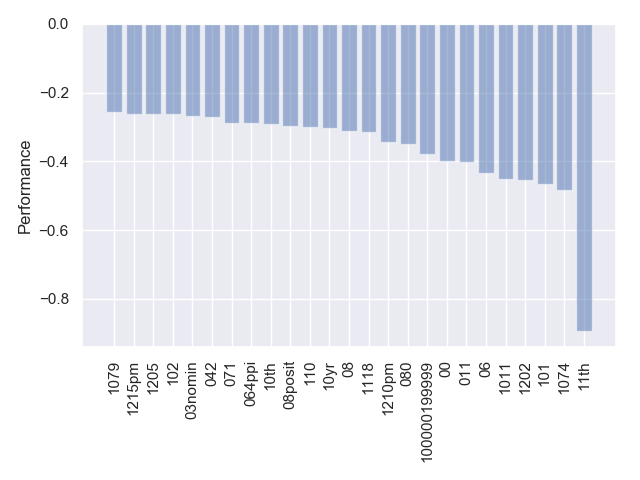 0.0
−0.2
−0.4
−0.6
−0.8
Performance
1079
1215pm
1205
102
03nomin
042
071
064ppi
10th
08posit
110
10yr
08
1118
1210pm
080
100000199999
00
011
06
1011
1202
101
1074
11th